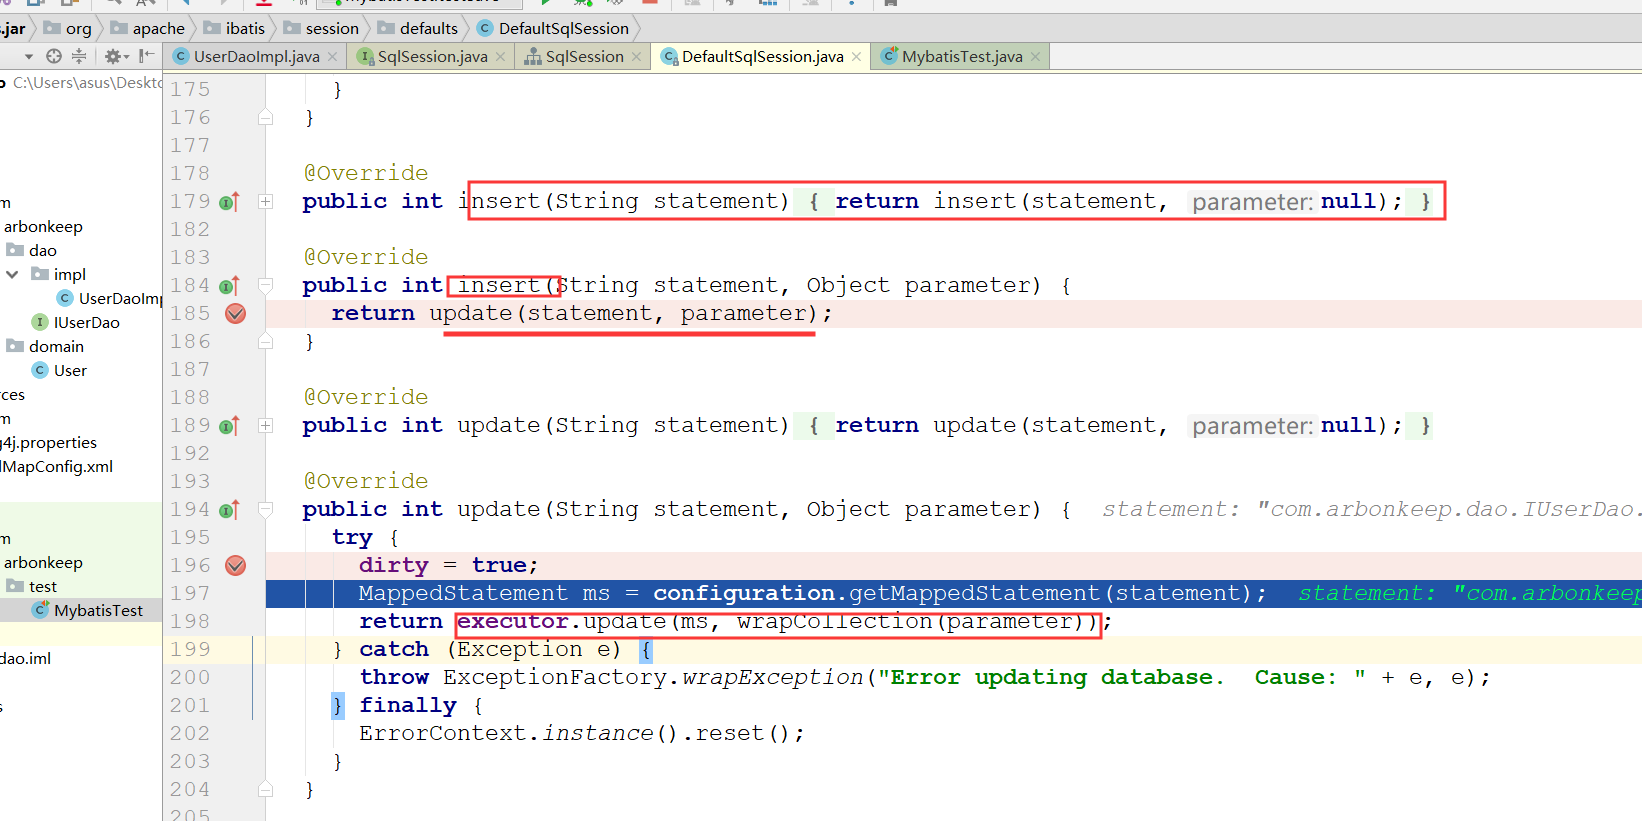 .jar org apache ibatis session defaults DefaultSqlSession
UserDaoImpl.java SqlSession.java SqlSession DefaultSqlSession.java MybatisTest.java
C:\Users\asus\Deskto
arbonkeep
dao
impl
UserDaoImp
IUserDao
domain
User
rces
g4j.properties
lMapConfig.xml
arbonkeep
test
MybatisTest
dao.iml
175 }
176 }
177
178 @Override
179 public int insert(String statement) { return insert(statement, parameter: null); }
182
183 @Override
184 public int insert(String statement, Object parameter) {
185 return update(statement, parameter);
186 }
187
188 @Override
189 public int update(String statement) { return update(statement, parameter: null); }
192
193 @Override
194 public int update(String statement, Object parameter) { statement: "com.arbonkeep.dao.IUserDao.
195 try {
196 dirty = true;
197 MappedStatement ms = configuration.getMappedStatement(statement); statement: "com.arbonkeep
198 return executor.update(ms, wrapCollection(parameter));
199 } catch (Exception e) {
200 throw ExceptionFactory.wrapException("Error updating database.  Cause: " + e, e);
201 } finally {
202 ErrorContext.instance().reset();
203 }
204 }
205